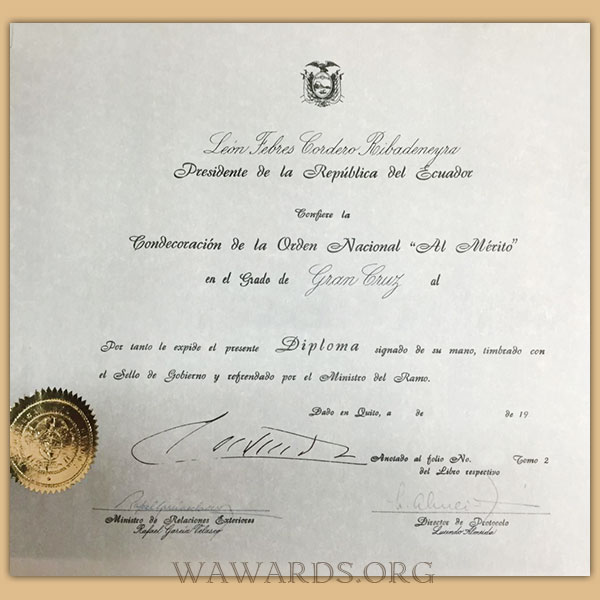 León Febres Cordero Ribadeneyra
Presidente de la República del Ecuador
Confiere la
Condecoración de la Orden Nacional "Al Mérito"
en el Grado de Gran Cruz al
Por tanto le expide el presente Diploma signado de su mano, timbrado con
el Sello de Gobierno y refrendado por el Ministro del Ramo.
Dado en Quito, a de de 19
Anotado al folio No. Tomo 2
del Libro respectivo
Ministro de Relaciones Exteriores
Rafael García Velasco
Director de Protocolo
Lucindo Almeida
WAWARDS.ORG